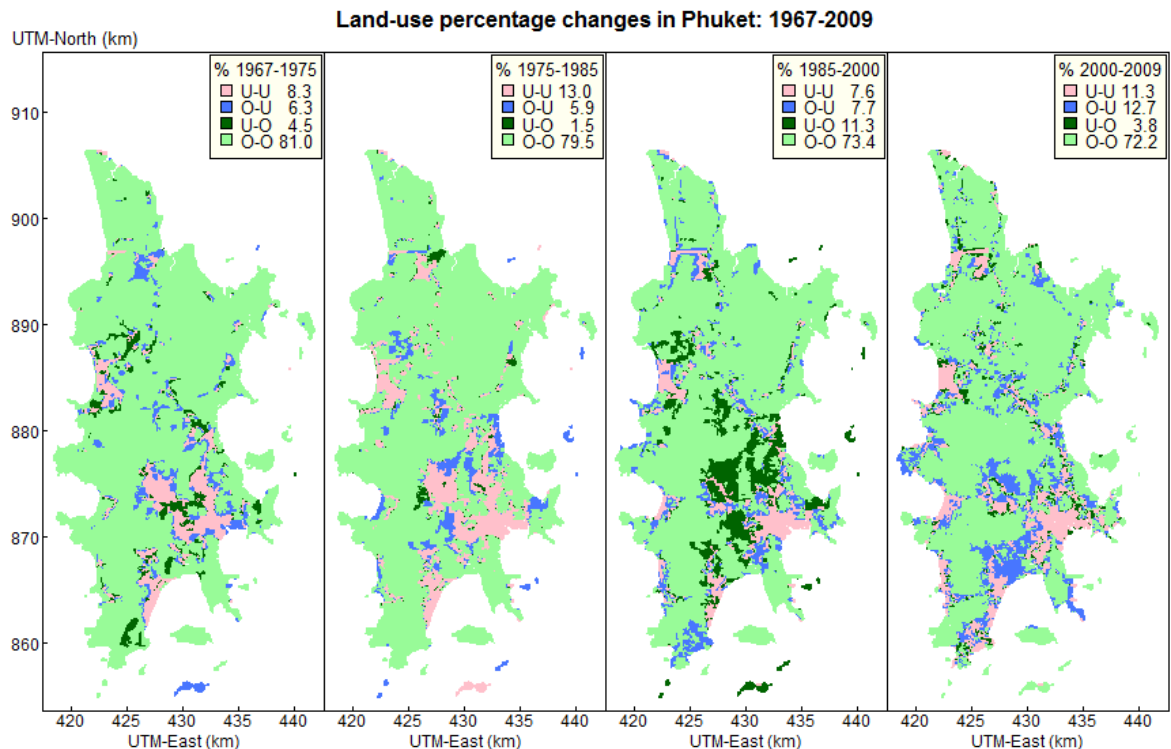 Land-use percentage changes in Phuket: 1967-2009
UTM-North (km)
% 1967-1975
U-U 8.3
O-U 6.3
U-O 4.5
O-O 81.0
% 1975-1985
U-U 13.0
O-U 5.9
U-O 1.5
O-O 79.5
% 1985-2000
U-U 7.6
O-U 7.7
U-O 11.3
O-O 73.4
% 2000-2009
U-U 11.3
O-U 12.7
U-O 3.8
O-O 72.2
910
900
890
880
870
860
420 425 430 435 440
420 425 430 435 440
420 425 430 435 440
420 425 430 435 440
UTM-East (km)
UTM-East (km)
UTM-East (km)
UTM-East (km)